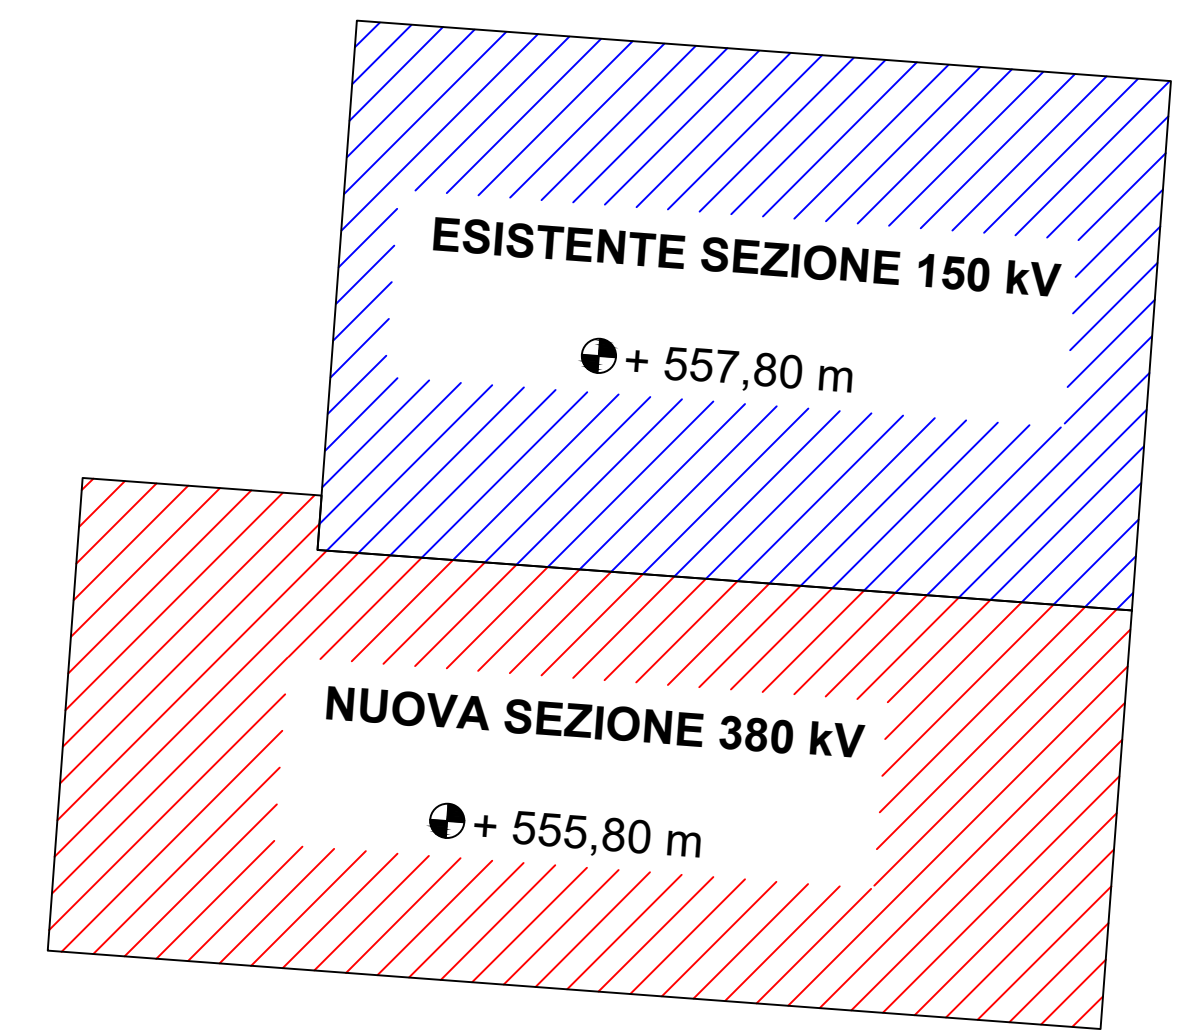 ESISTENTE SEZIONE 150 kV
+ 557,80 m
NUOVA SEZIONE 380 kV
+ 555,80 m